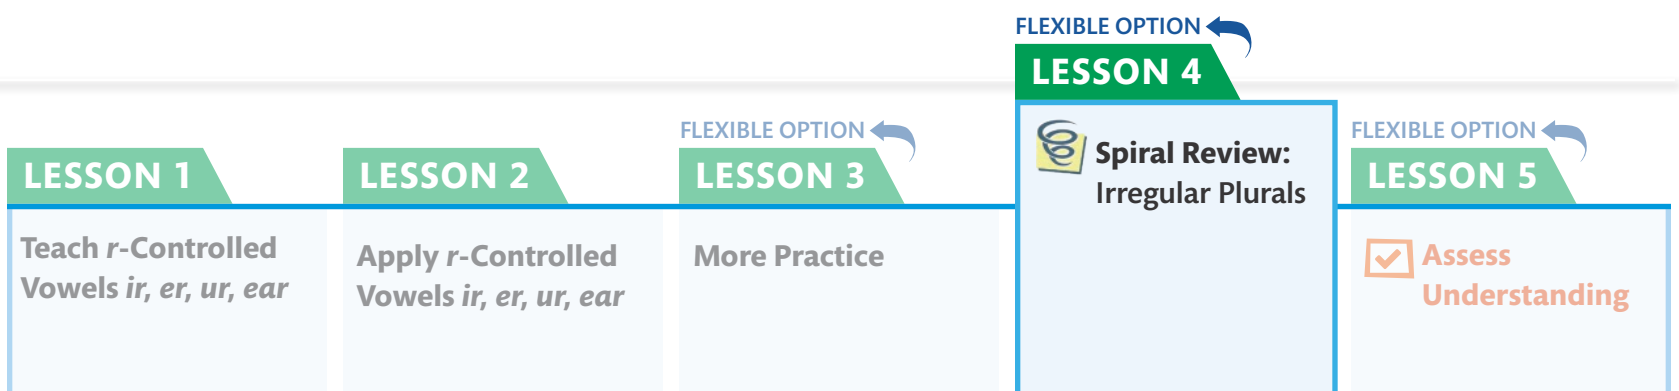 FLEXIBLE OPTION
LESSON 4
Spiral Review:
Irregular Plurals
LESSON 1
Teach r-Controlled
Vowels ir, er, ur, ear
LESSON 2
Apply r-Controlled
Vowels ir, er, ur, ear
FLEXIBLE OPTION
LESSON 3
More Practice
FLEXIBLE OPTION
LESSON 5
Assess
Understanding